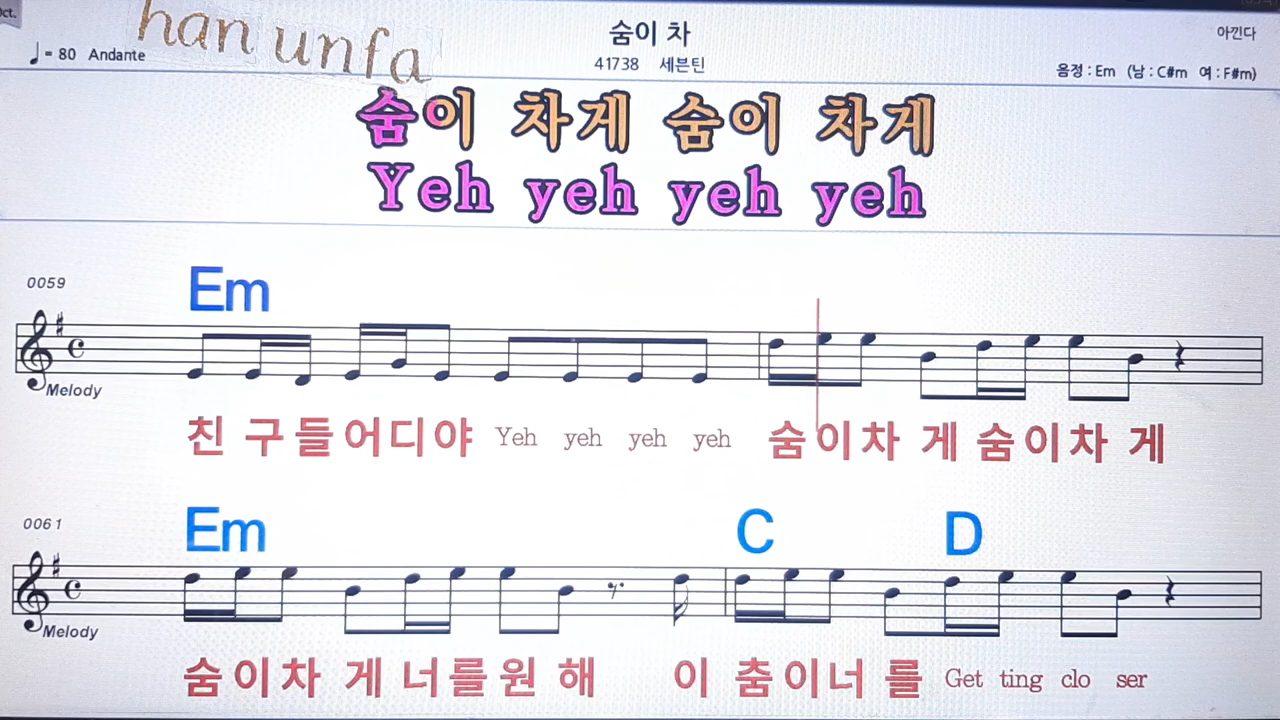 han unfa
♩= 80 Andante
숨이 차
41738 세븐틴
아낀다
음정 : Em (남 : C#m 여 : F#m)
숨이 차게 숨이 차게
Yeh yeh yeh yeh
0059
Em
Melody
친 구 들 어 디 야 Yeh yeh yeh yeh 숨 이 차 게 숨 이 차 게
0061
Em C D
Melody
숨 이 차 게 너 를 원 해 이 춤 이 너 를 Get ting clo ser